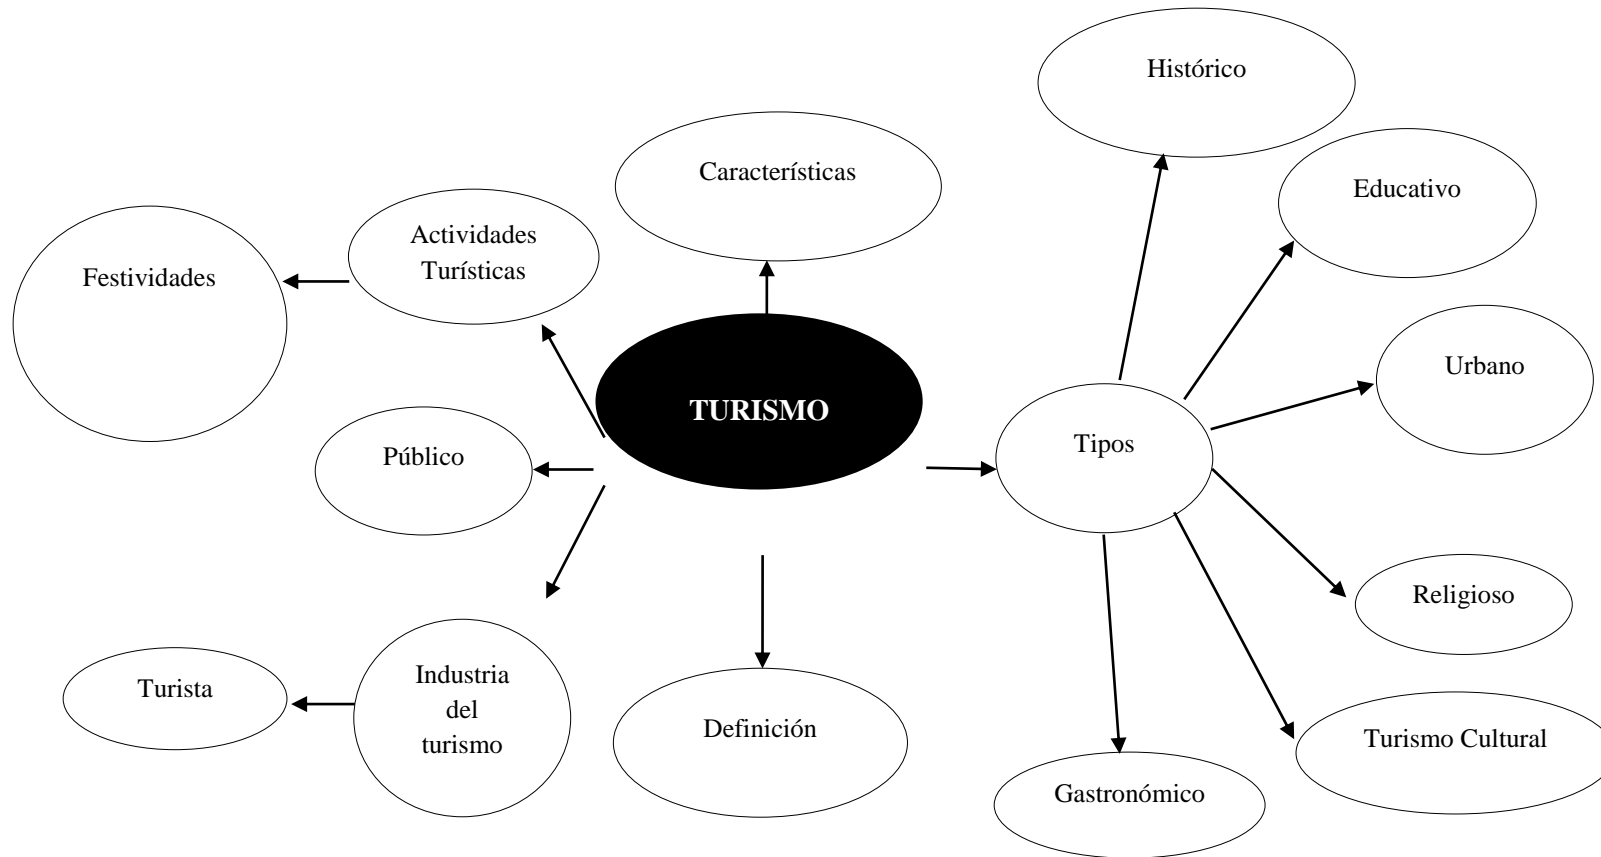 Histórico
Características
Educativo
Actividades
Turísticas
Festividades
Urbano
TURISMO
Tipos
Público
Religioso
Industria
del
turismo
Turista
Definición
Turismo Cultural
Gastronómico